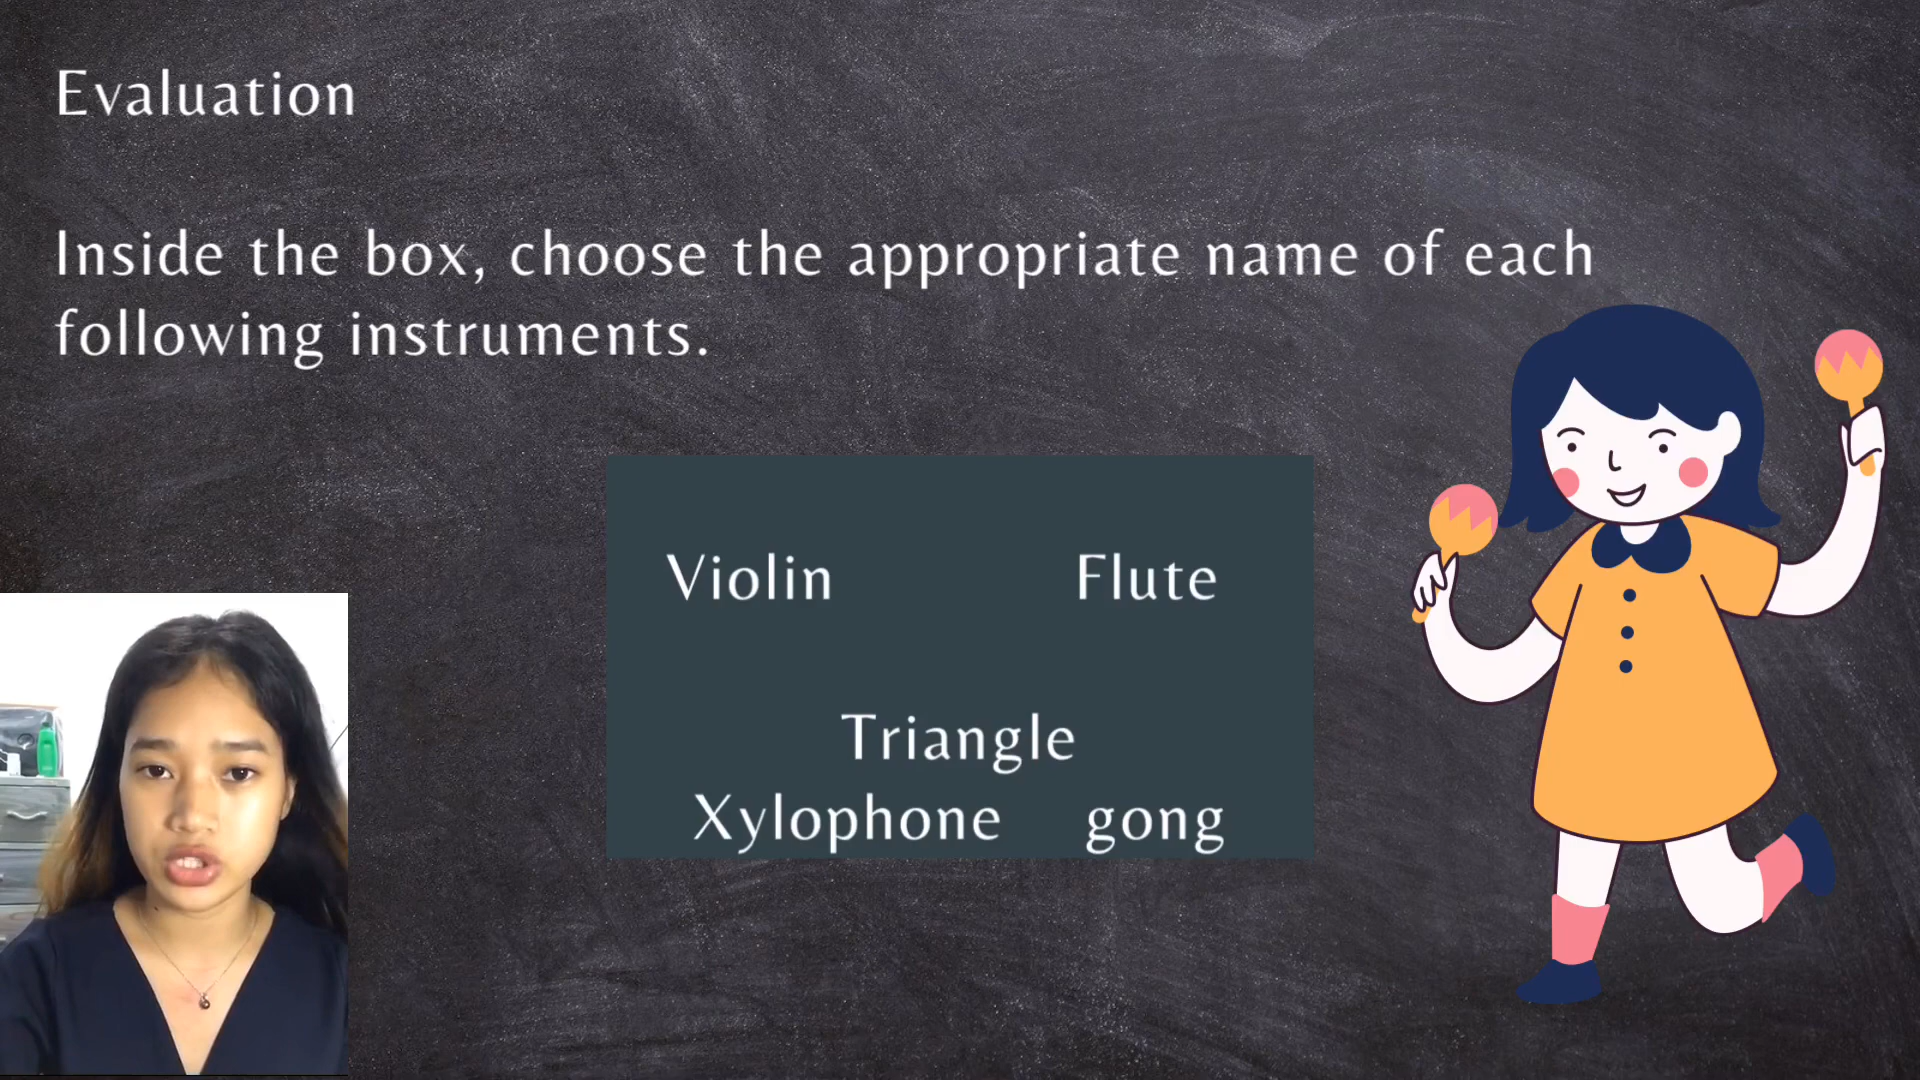 Evaluation
Inside the box, choose the appropriate name of each
following instruments.
Violin Flute
Triangle
Xylophone gong